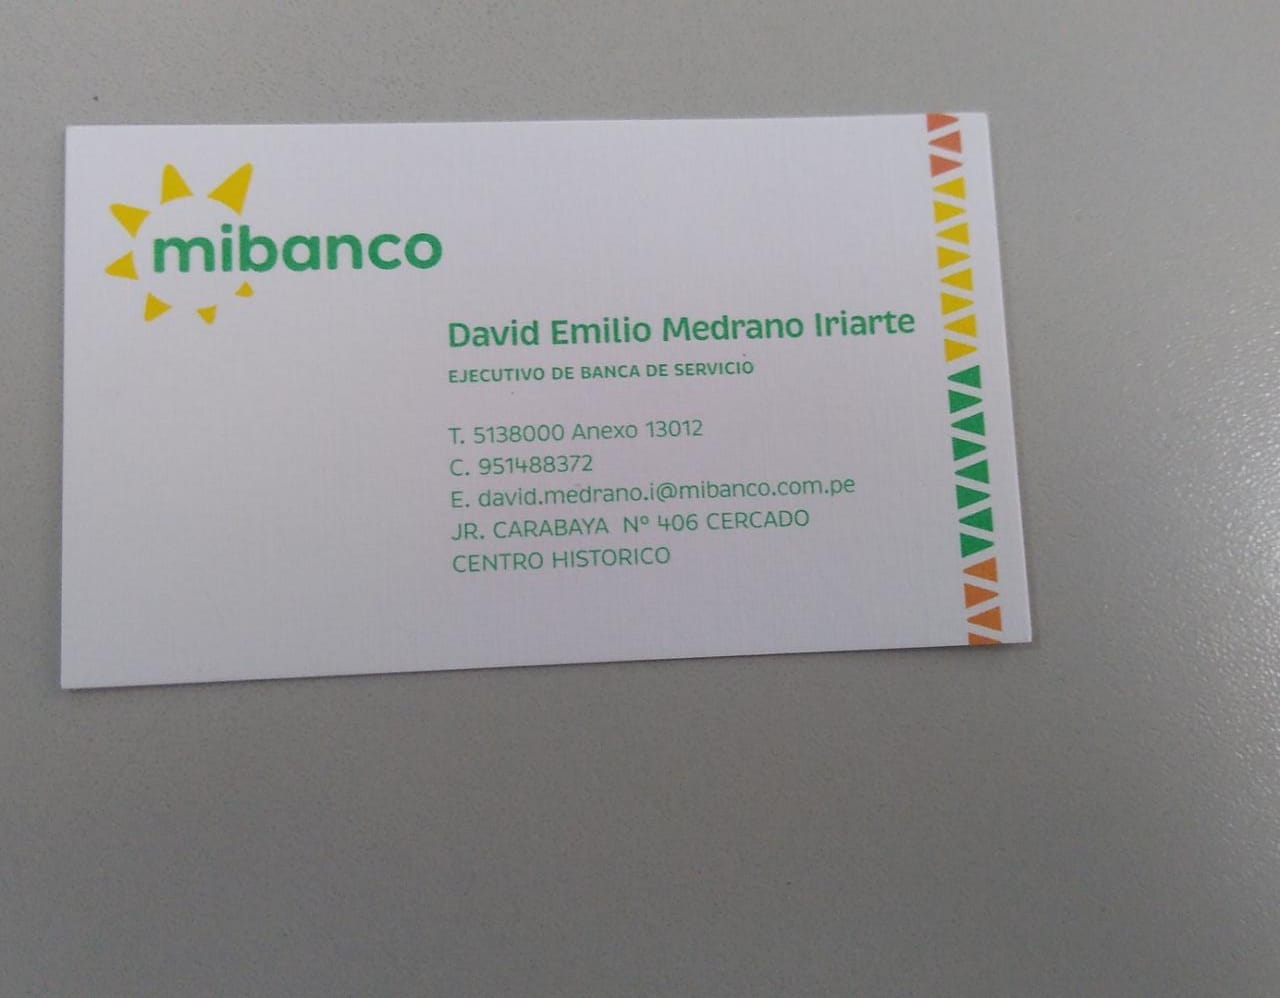 mibanco
David Emilio Medrano Iriarte
EJECUTIVO DE BANCA DE SERVICIO
T. 5138000 Anexo 13012
C. 951488372
E. david.medrano.i@mibanco.com.pe
JR. CARABAYA Nº 406 CERCADO
CENTRO HISTORICO